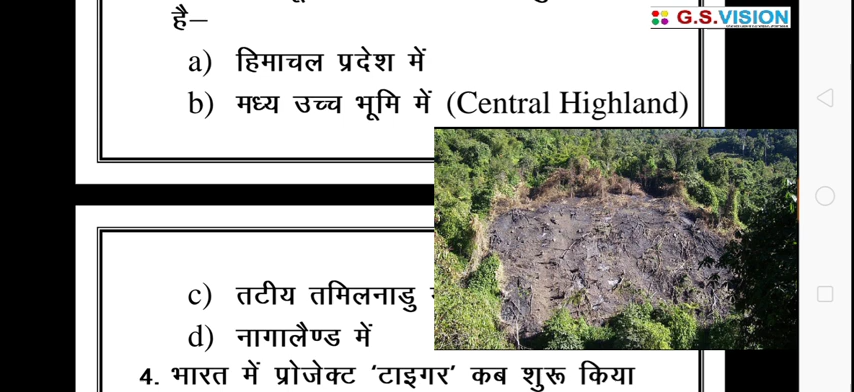 है–
G.S.VISION
a) हिमाचल प्रदेश में
b) मध्य उच्च भूमि में (Central Highland)
c) तटीय तमिलनाडु
d) नागालैण्ड में
4. भारत में प्रोजेक्ट ‘टाइगर’ कब शुरू किया